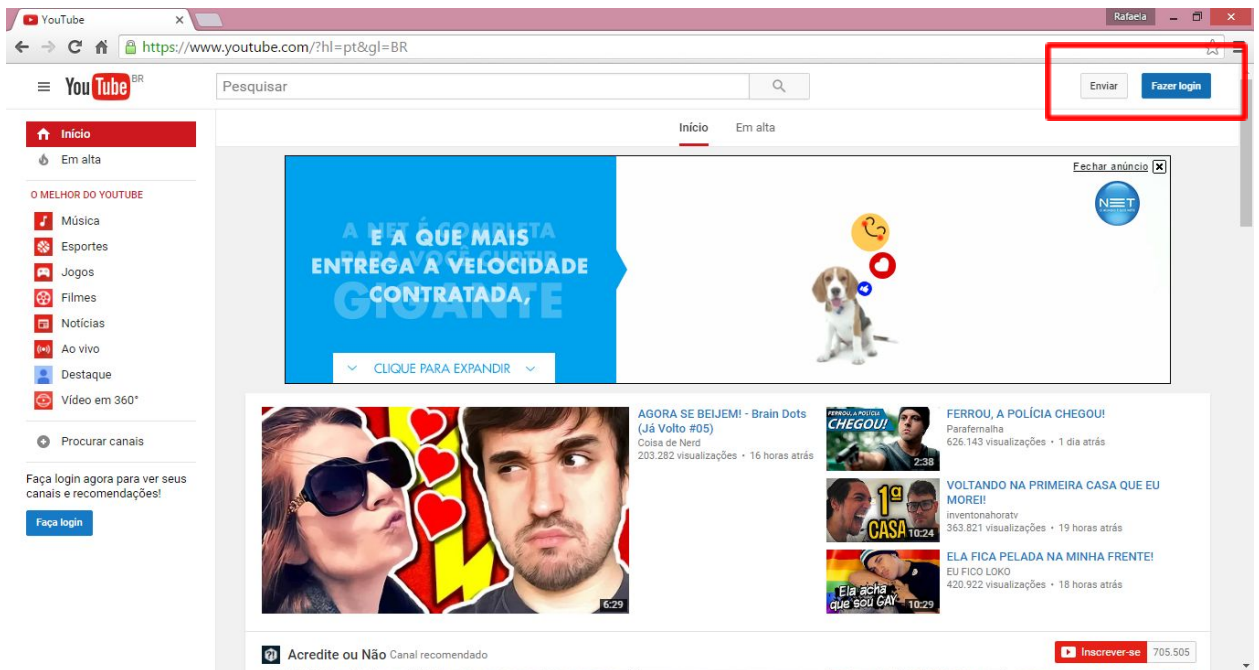 YouTube
Rafaela
https://www.youtube.com/?hl=pt&gl=BR
YouTube BR
Pesquisar
Enviar
Fazer login
Início
Em alta
O MELHOR DO YOUTUBE
Música
Esportes
Jogos
Filmes
Notícias
Ao vivo
Destaque
Vídeo em 360°
Procurar canais
Faça login agora para ver seus
canais e recomendações!
Faça login
Início Em alta
Fechar anúncio
NET
A NET É COMPLETA
PARA VOCÊ CURTIR
GIGANTE
E A QUE MAIS
ENTREGA A VELOCIDADE
CONTRATADA,
CLIQUE PARA EXPANDIR
6:29
AGORA SE BEIJEM! - Brain Dots
(Já Volto #05)
Coisa de Nerd
203.282 visualizações • 16 horas atrás
FERROU, A POLÍCIA
CHEGOU!
2:38
FERROU, A POLÍCIA CHEGOU!
Parafernalha
626.143 visualizações • 1 dia atrás
1ª
CASA
10:24
VOLTANDO NA PRIMEIRA CASA QUE EU
MOREI!
inventonahoratv
363.821 visualizações • 19 horas atrás
Ela acha
que sou GAY
10:29
ELA FICA PELADA NA MINHA FRENTE!
EU FICO LOKO
420.922 visualizações • 18 horas atrás
Acredite ou Não Canal recomendado
Inscrever-se 705.505